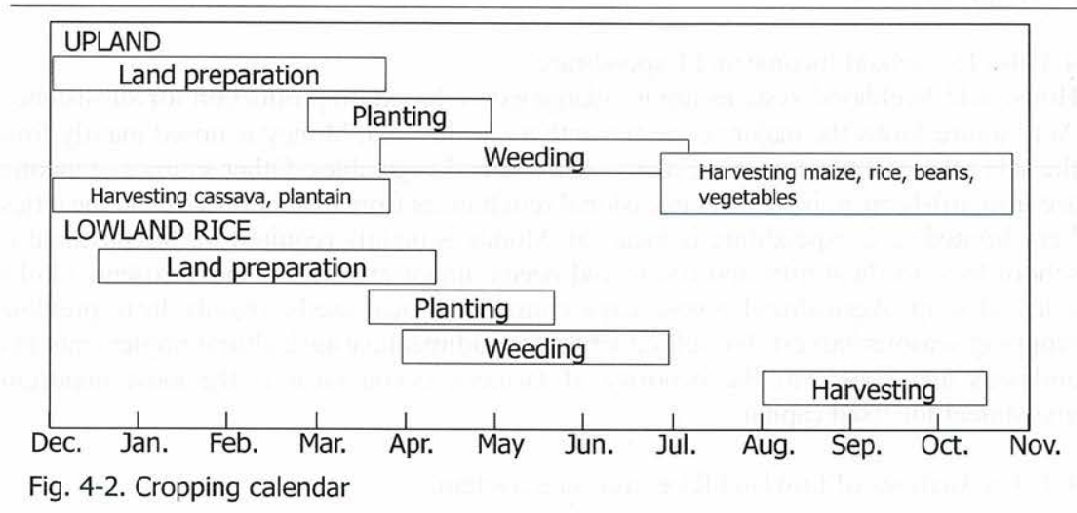 UPLAND
Land preparation
Planting
Weeding
Harvesting cassava, plantain
Harvesting maize, rice, beans,
vegetables
LOWLAND RICE
Land preparation
Planting
Weeding
Harvesting
Dec. Jan. Feb. Mar. Apr. May Jun. Jul. Aug. Sep. Oct. Nov.
Fig. 4-2. Cropping calendar